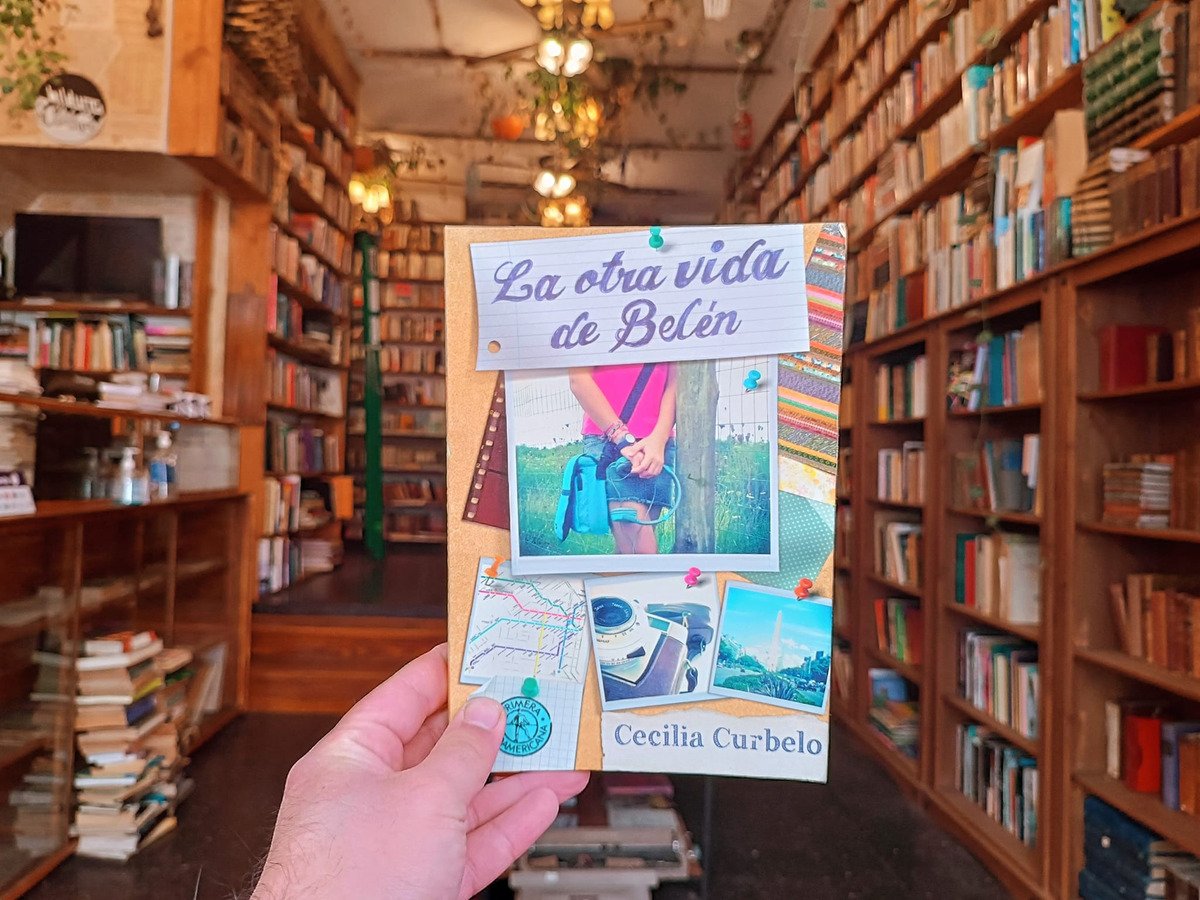 La otra vida
de Belén
Cecilia Curbelo